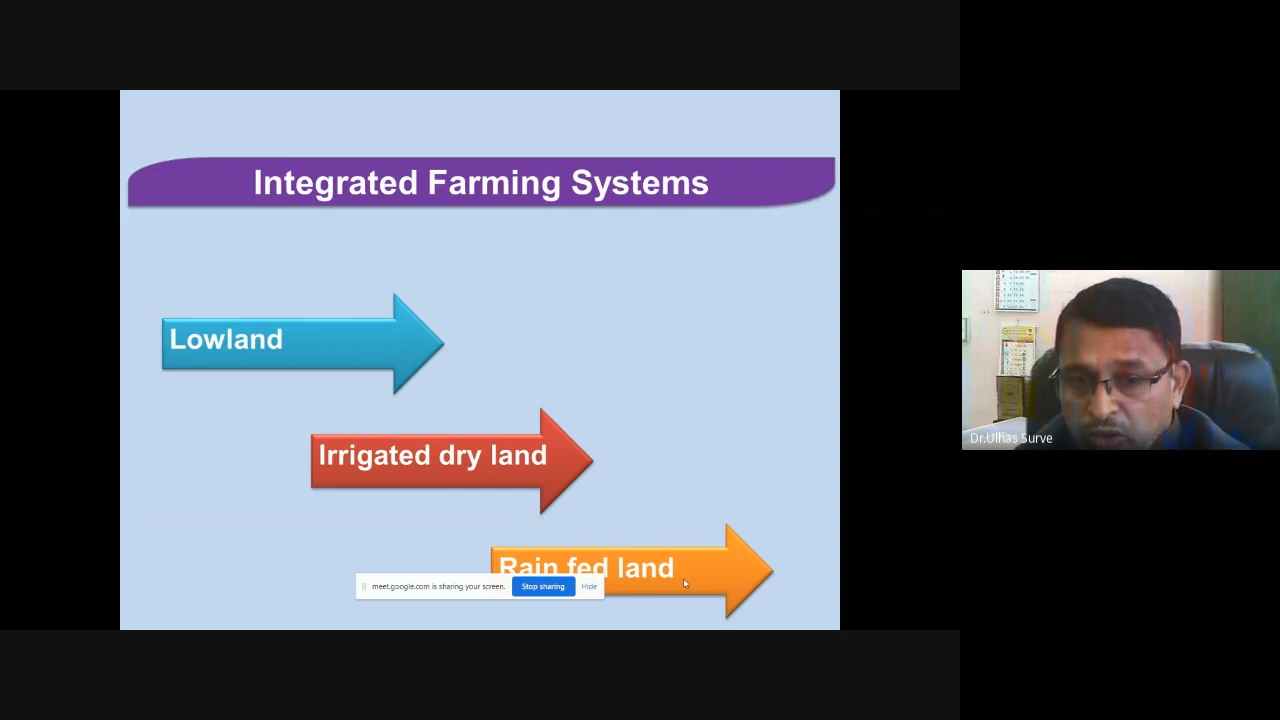 Integrated Farming Systems
Lowland
Irrigated dry land
Rain fed land
meet.google.com is sharing your screen.
Stop sharing
Hide
Dr.Ulhas Surve